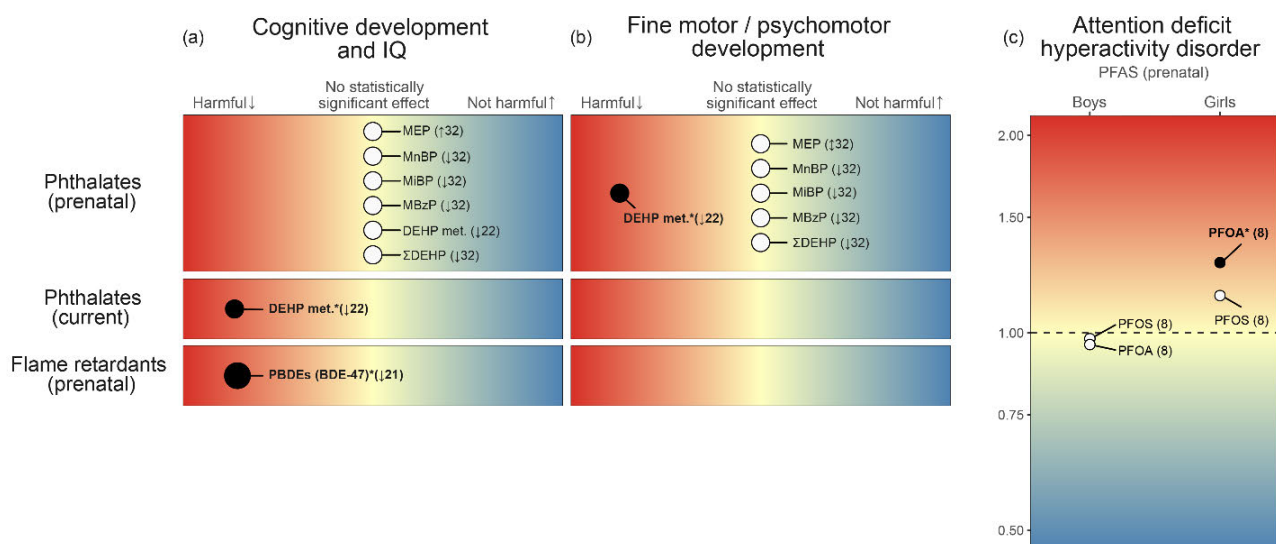 (a)
Cognitive development
and IQ
(b)
Fine motor / psychomotor
development
(c)
Attention deficit
hyperactivity disorder
PFAS (prenatal)
Harmful↓
No statistically
significant effect
Not harmful↑
Harmful↓
No statistically
significant effect
Not harmful↑
Boys
Girls
Phthalates
(prenatal)
MEP (↑32)
MnBP (↓32)
MiBP (↓32)
MBzP (↓32)
DEHP met. (↓22)
ΣDEHP (↓32)
DEHP met.*(↓22)
MEP (↕32)
MnBP (↓32)
MiBP (↓32)
MBzP (↓32)
ΣDEHP (↓32)
Phthalates
(current)
DEHP met.*(↓22)
Flame retardants
(prenatal)
PBDEs (BDE-47)*(↓21)
2.00
1.50
1.00
0.75
0.50
PFOA* (8)
PFOS (8)
PFOS (8)
PFOA (8)